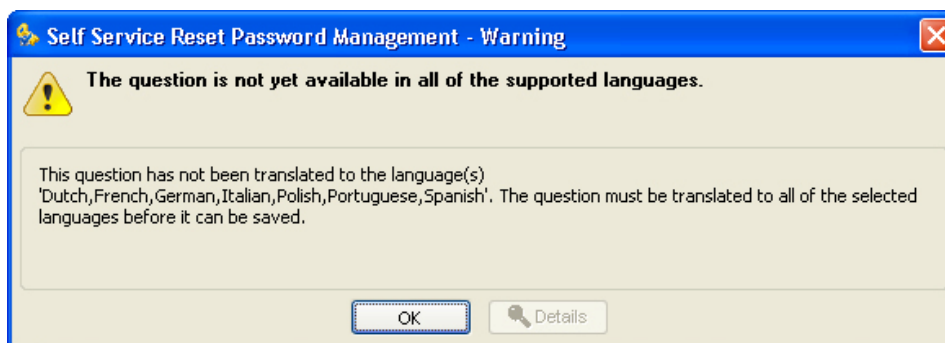 Self Service Reset Password Management - Warning
The question is not yet available in all of the supported languages.
This question has not been translated to the language(s)
'Dutch,French,German,Italian,Polish,Portuguese,Spanish'. The question must be translated to all of the selected
languages before it can be saved.
OK
Details